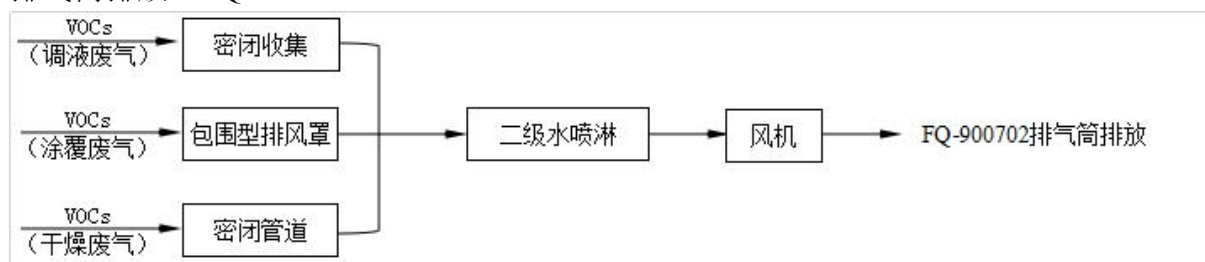 VOCs
（调液废气）
密闭收集
VOCs
（涂覆废气）
包围型排风罩
二级水喷淋
风机
FQ-900702排气筒排放
VOCs
（干燥废气）
密闭管道